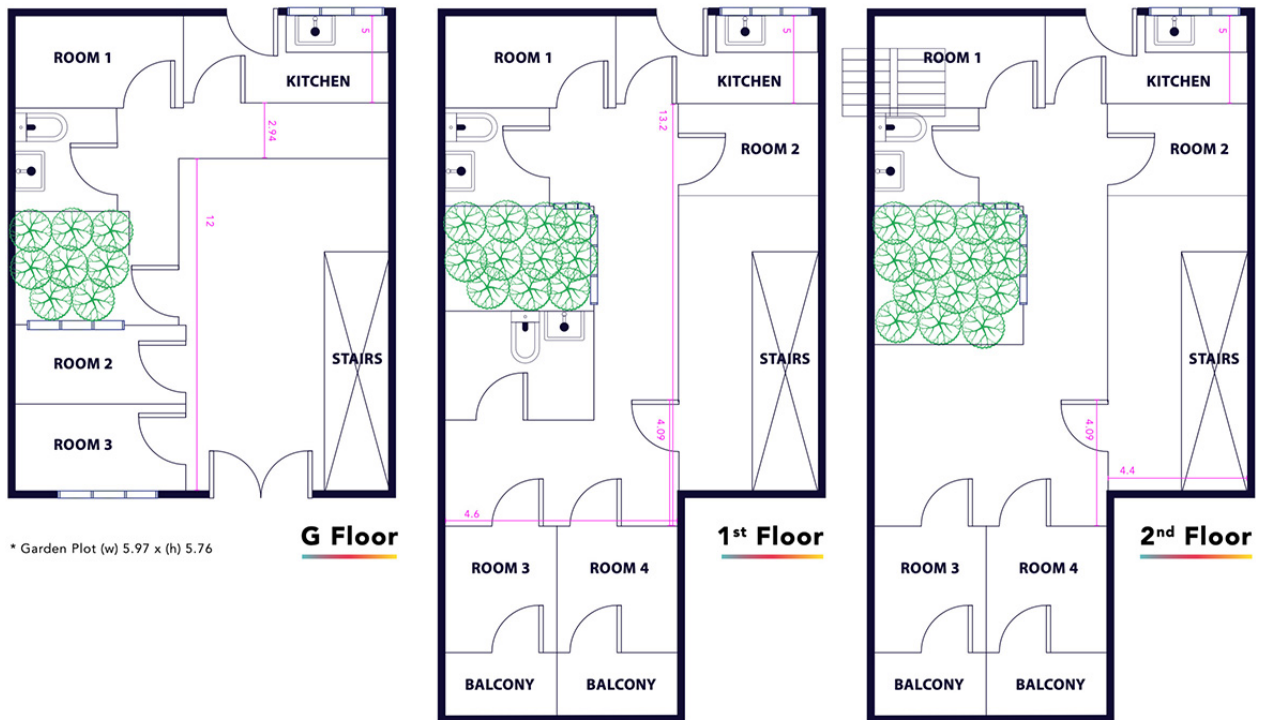 ROOM 1
5
KITCHEN
2.94
12
ROOM 2
STAIRS
ROOM 3
G Floor
* Garden Plot (w) 5.97 x (h) 5.76
ROOM 1
5
KITCHEN
13.2
ROOM 2
STAIRS
4.09
4.6
1st Floor
ROOM 3
ROOM 4
BALCONY
BALCONY
ROOM 1
5
KITCHEN
ROOM 2
STAIRS
4.09
4.4
2nd Floor
ROOM 3
ROOM 4
BALCONY
BALCONY